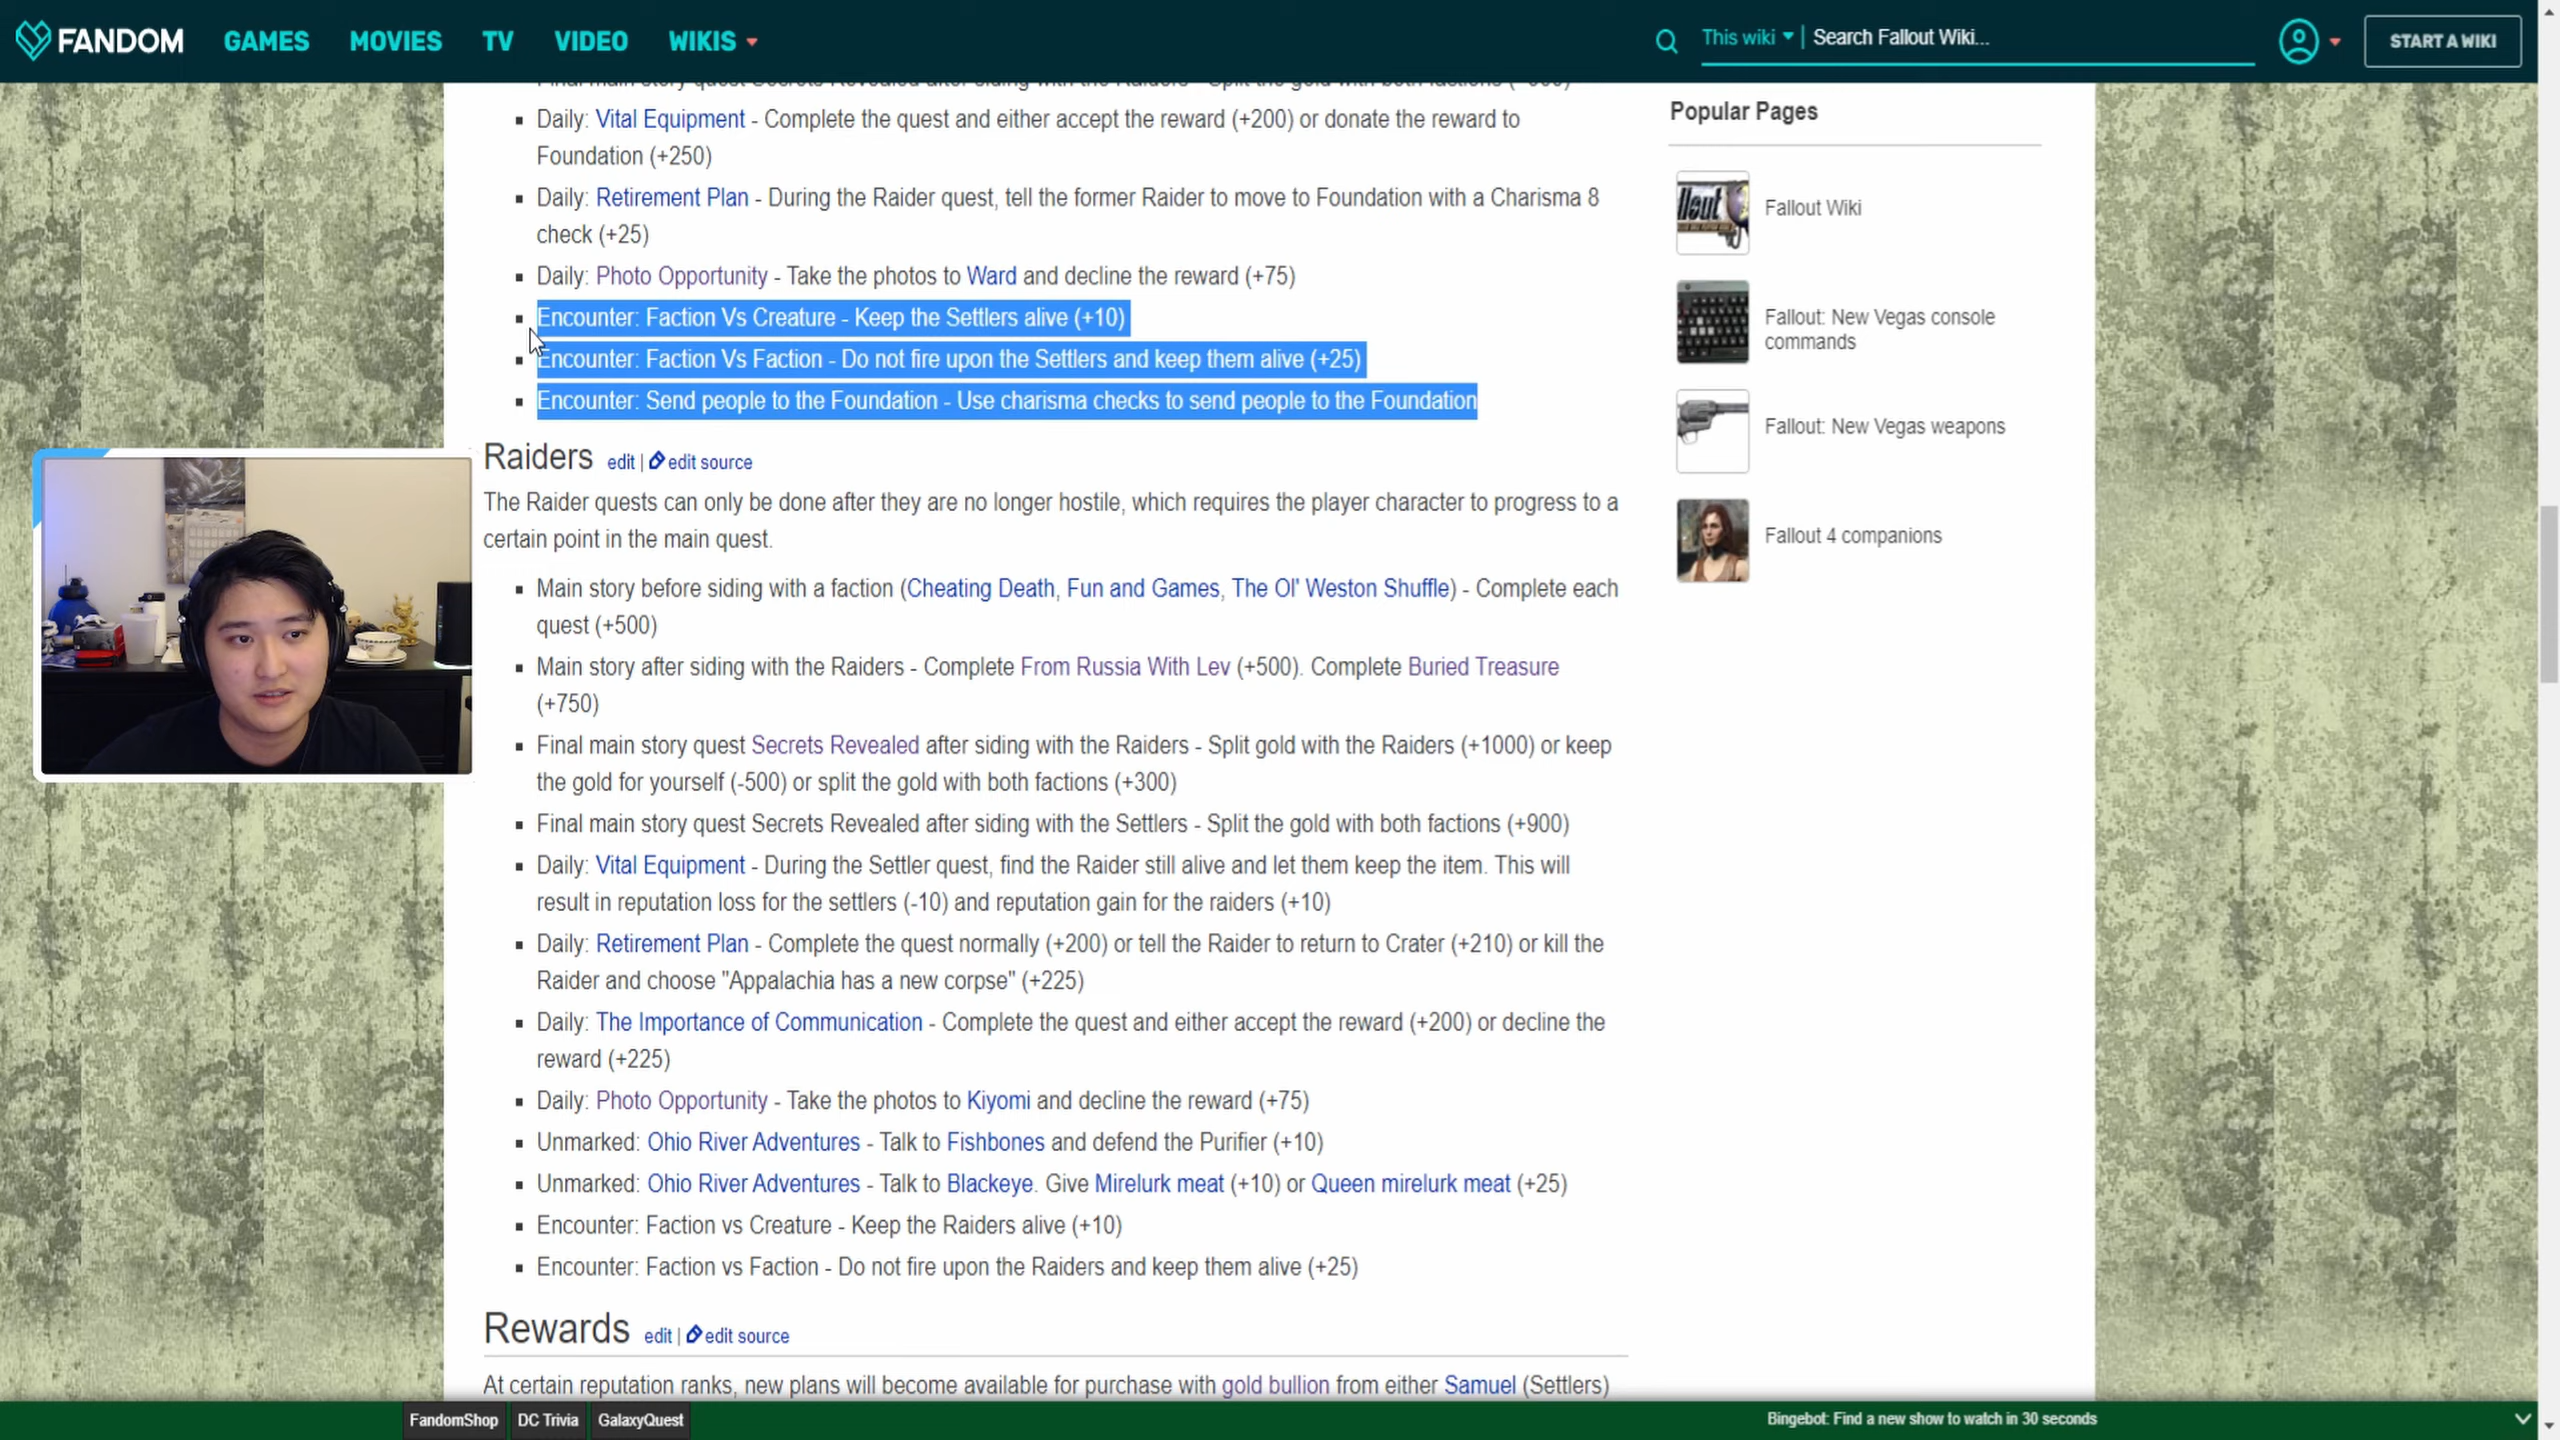 FANDOM GAMES MOVIES TV VIDEO WIKIS This wiki Search Fallout Wiki... START A WIKI
Final main story quest Secrets Revealed after siding with the Raiders - Split the gold with both factions
Daily: Vital Equipment - Complete the quest and either accept the reward (+200) or donate the reward to
Foundation (+250)
Daily: Retirement Plan - During the Raider quest, tell the former Raider to move to Foundation with a Charisma 8
check (+25)
Daily: Photo Opportunity - Take the photos to Ward and decline the reward (+75)
Encounter: Faction Vs Creature - Keep the Settlers alive (+10)
Encounter: Faction Vs Faction - Do not fire upon the Settlers and keep them alive (+25)
Encounter: Send people to the Foundation - Use charisma checks to send people to the Foundation
Raiders edit | edit source
The Raider quests can only be done after they are no longer hostile, which requires the player character to progress to a
certain point in the main quest.
Main story before siding with a faction (Cheating Death, Fun and Games, The Ol' Weston Shuffle) - Complete each
quest (+500)
Main story after siding with the Raiders - Complete From Russia With Lev (+500). Complete Buried Treasure
(+750)
Final main story quest Secrets Revealed after siding with the Raiders - Split gold with the Raiders (+1000) or keep
the gold for yourself (-500) or split the gold with both factions (+300)
Final main story quest Secrets Revealed after siding with the Settlers - Split the gold with both factions (+900)
Daily: Vital Equipment - During the Settler quest, find the Raider still alive and let them keep the item. This will
result in reputation loss for the settlers (-10) and reputation gain for the raiders (+10)
Daily: Retirement Plan - Complete the quest normally (+200) or tell the Raider to return to Crater (+210) or kill the
Raider and choose "Appalachia has a new corpse" (+225)
Daily: The Importance of Communication - Complete the quest and either accept the reward (+200) or decline the
reward (+225)
Daily: Photo Opportunity - Take the photos to Kiyomi and decline the reward (+75)
Unmarked: Ohio River Adventures - Talk to Fishbones and defend the Purifier (+10)
Unmarked: Ohio River Adventures - Talk to Blackeye. Give Mirelurk meat (+10) or Queen mirelurk meat (+25)
Encounter: Faction vs Creature - Keep the Raiders alive (+10)
Encounter: Faction vs Faction - Do not fire upon the Raiders and keep them alive (+25)
Rewards edit | edit source
At certain reputation ranks, new plans will become available for purchase with gold bullion from either Samuel (Settlers)
Popular Pages
Fallout Wiki
Fallout: New Vegas console
commands
Fallout: New Vegas weapons
Fallout 4 companions
FandomShop DC Trivia GalaxyQuest Bingebot: Find a new show to watch in 30 seconds